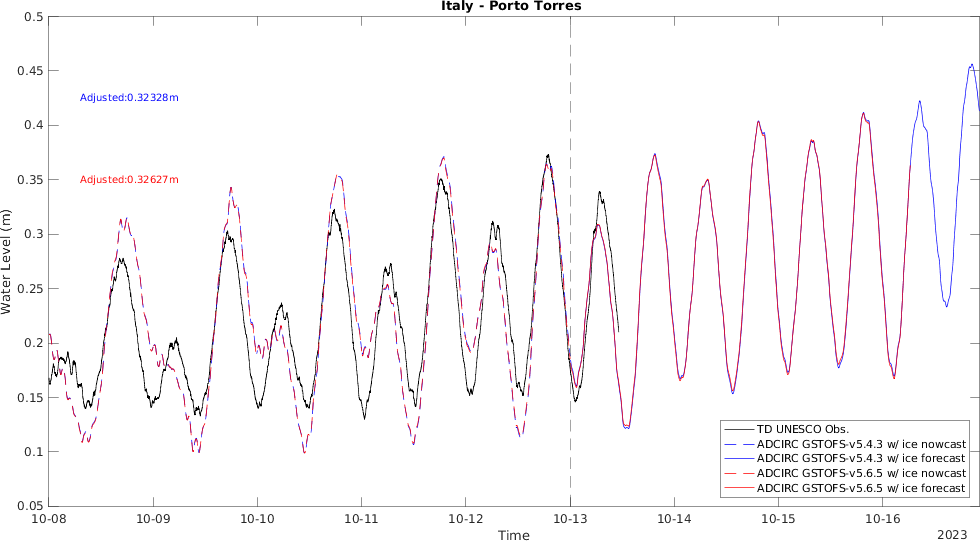 Italy - Porto Torres
0.5
0.45
0.4
0.35
0.3
0.25
0.2
0.15
0.1
0.05
Water Level (m)
Adjusted:0.32328m
Adjusted:0.32627m
TD UNESCO Obs.
ADCIRC GSTOFS-v5.4.3 w/ ice nowcast
ADCIRC GSTOFS-v5.4.3 w/ ice forecast
ADCIRC GSTOFS-v5.6.5 w/ ice nowcast
ADCIRC GSTOFS-v5.6.5 w/ ice forecast
10-08 10-09 10-10 10-11 10-12 10-13 10-14 10-15 10-16
Time
2023